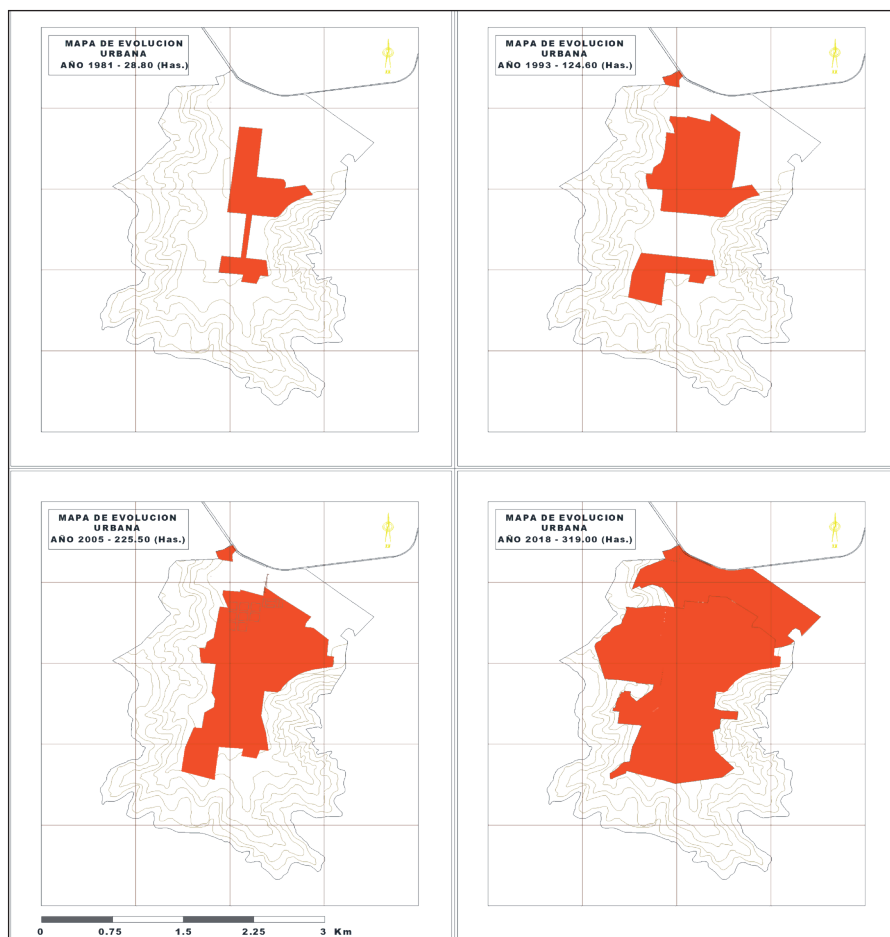 MAPA DE EVOLUCION
URBANA
AÑO 1981 - 28.80 (Has.)
MAPA DE EVOLUCION
URBANA
AÑO 1993 - 124.60 (Has.)
MAPA DE EVOLUCION
URBANA
AÑO 2005 - 225.50 (Has.)
MAPA DE EVOLUCION
URBANA
AÑO 2018 - 319.00 (Has.)
0 0.75 1.5 2.25 3 Km